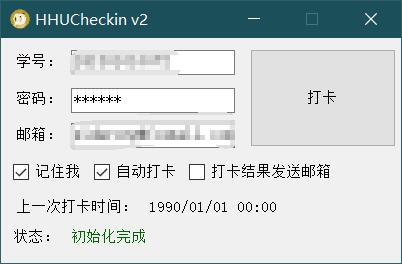 HHUCheckin v2
学号：
密码： ******
打卡
邮箱：
记住我 自动打卡 打卡结果发送邮箱
上一次打卡时间： 1990/01/01 00:00
状态： 初始化完成